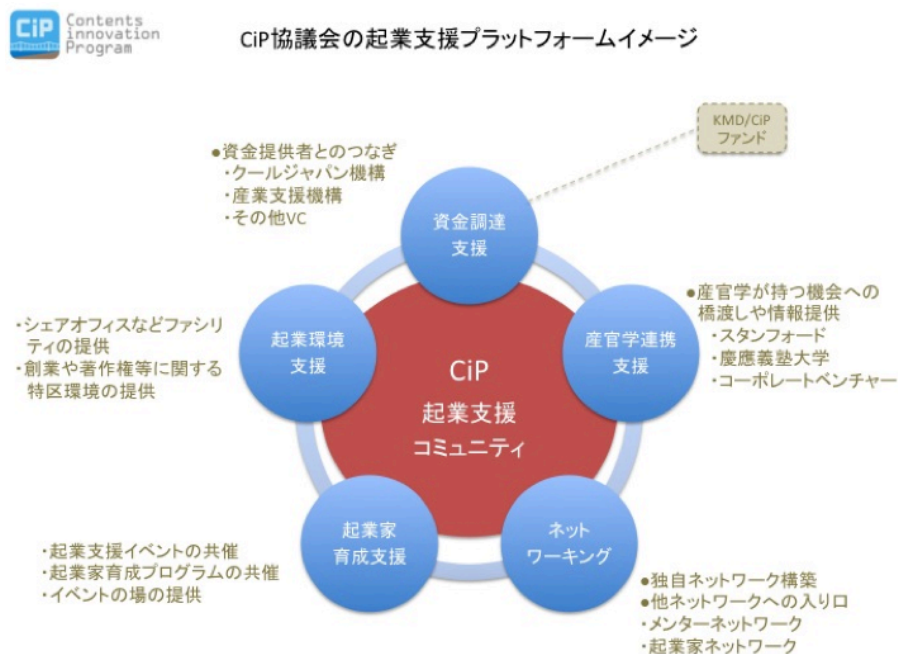 CiP
Contents
innovation
Program
CiP協議会の起業支援プラットフォームイメージ
KMD/CiP
ファンド
●資金提供者とのつなぎ
・クールジャパン機構
・産業支援機構
・その他VC
資金調達
支援
●産官学が持つ機会への
橋渡しや情報提供
・スタンフォード
・慶應義塾大学
・コーポレートベンチャー
産官学連携
支援
・シェアオフィスなどファシリ
ティの提供
・創業や著作権等に関する
特区環境の提供
起業環境
支援
CiP
起業支援
コミュニティ
起業家
育成支援
・起業支援イベントの共催
・起業家育成プログラムの共催
・イベントの場の提供
ネット
ワーキング
●独自ネットワーク構築
●他ネットワークへの入り口
・メンターネットワーク
・起業家ネットワーク